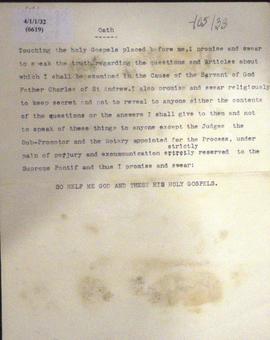 4/1/1/32
(6619)
165/33
Oath
Touching the holy Gospels placed before me,I promise and swear
to speak the truth regarding the questions and Articles about
which I shall be examined in the Cause of the Servant of God
Father Charles of St Andrew.I also promise and swear religiously
to keep secret and not to reveal to anyone either the contents
of the questions or the answers I shall give to them and not
to speak of these things to anyone except the Judges the
Sub-Promotor and the Notary appointed for the Process, under
strictly
pain of perjury and excommunication reserved to the
Supreme Pontif and thus I promise and swear:
SO HELP ME GOD AND THESE HIS HOLY GOSPELS.